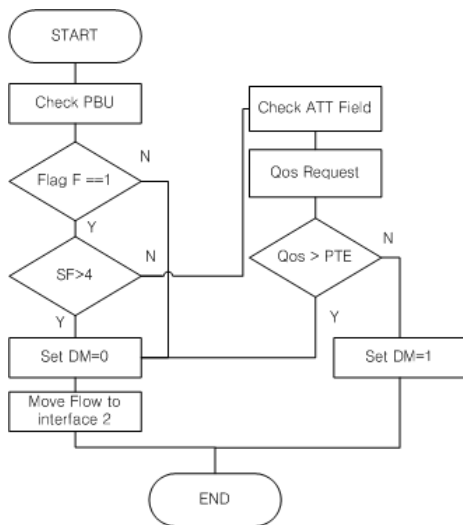 START
Check PBU
Flag F ==1
N
Y
SF>4
N
Y
Set DM=0
Move Flow to
interface 2
Check ATT Field
Qos Request
Qos > PTE
N
Y
Set DM=1
END